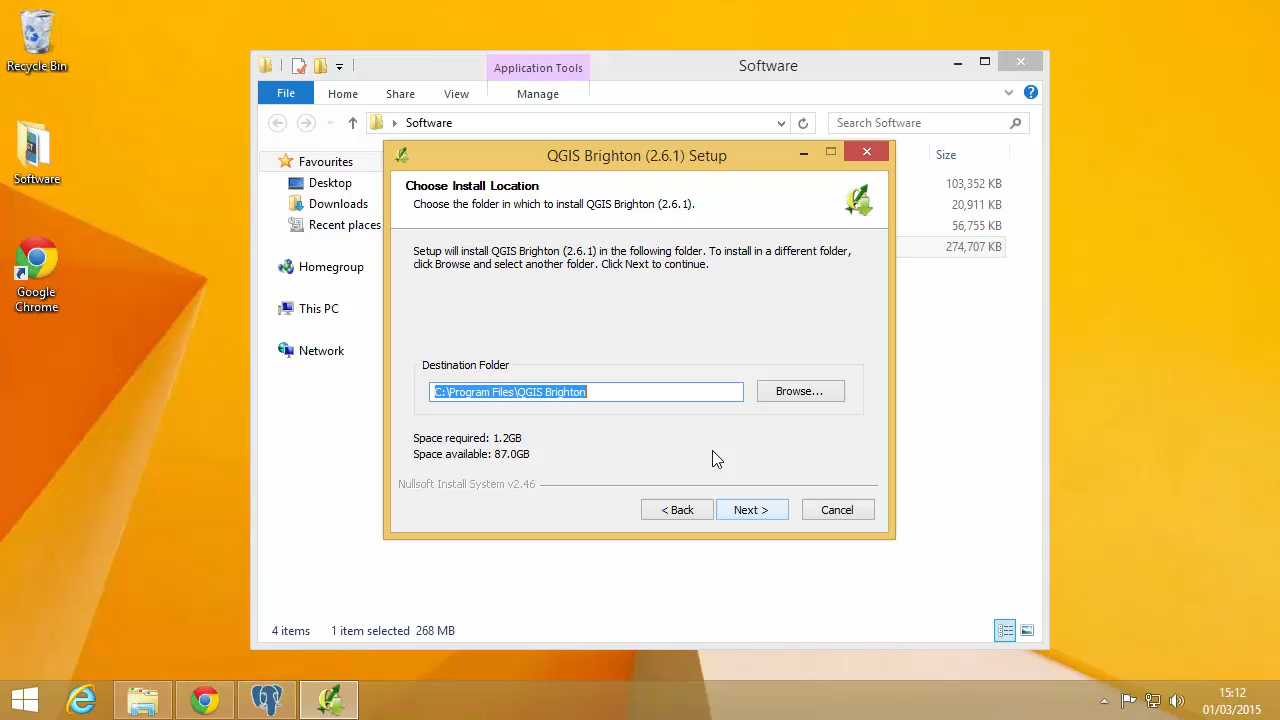 Recycle Bin
Software
Google
Chrome
Application Tools
Software
File
Home
Share
View
Manage
Software
Search Software
Favourites
Desktop
Downloads
Recent places
Homegroup
This PC
Network
Size
103,352 KB
20,911 KB
56,755 KB
274,707 KB
QGIS Brighton (2.6.1) Setup
Choose Install Location
Choose the folder in which to install QGIS Brighton (2.6.1).
Setup will install QGIS Brighton (2.6.1) in the following folder. To install in a different folder,
click Browse and select another folder. Click Next to continue.
Destination Folder
C:\Program Files\QGIS Brighton
Browse...
Space required: 1.2GB
Space available: 87.0GB
Nullsoft Install System v2.46
< Back
Next >
Cancel
4 items
1 item selected 268 MB
15:12
01/03/2015